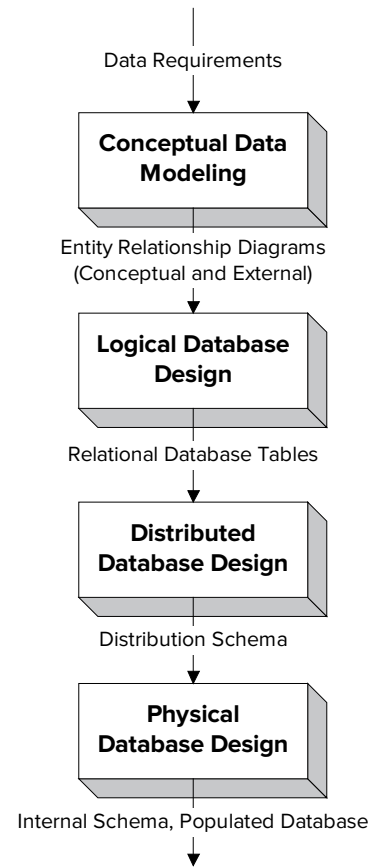 Data Requirements
Conceptual Data
Modeling
Entity Relationship Diagrams
(Conceptual and External)
Logical Database
Design
Relational Database Tables
Distributed
Database Design
Distribution Schema
Physical
Database Design
Internal Schema, Populated Database